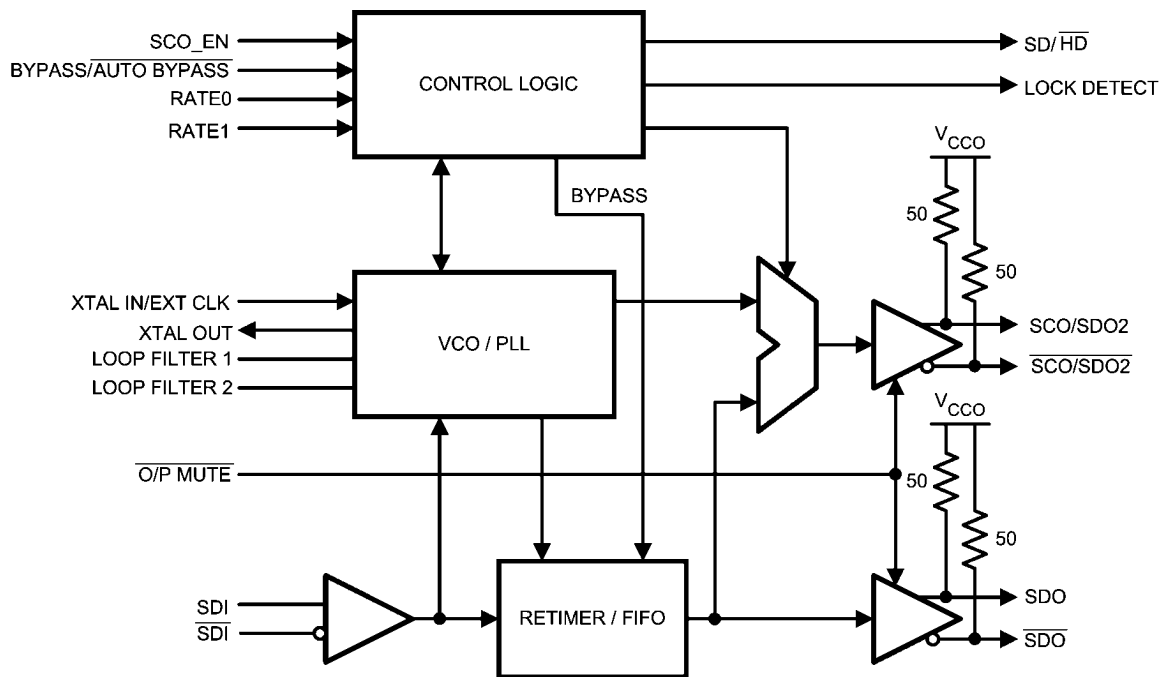 SCO_EN
BYPASS/AUTO BYPASS
RATE0
RATE1
CONTROL LOGIC
SD/HD
LOCK DETECT
BYPASS
VCCO
50
50
XTAL IN/EXT CLK
XTAL OUT
LOOP FILTER 1
LOOP FILTER 2
VCO / PLL
SCO/SDO2
SCO/SDO2
VCCO
O/P MUTE
50
50
SDI
SDI
RETIMER / FIFO
SDO
SDO